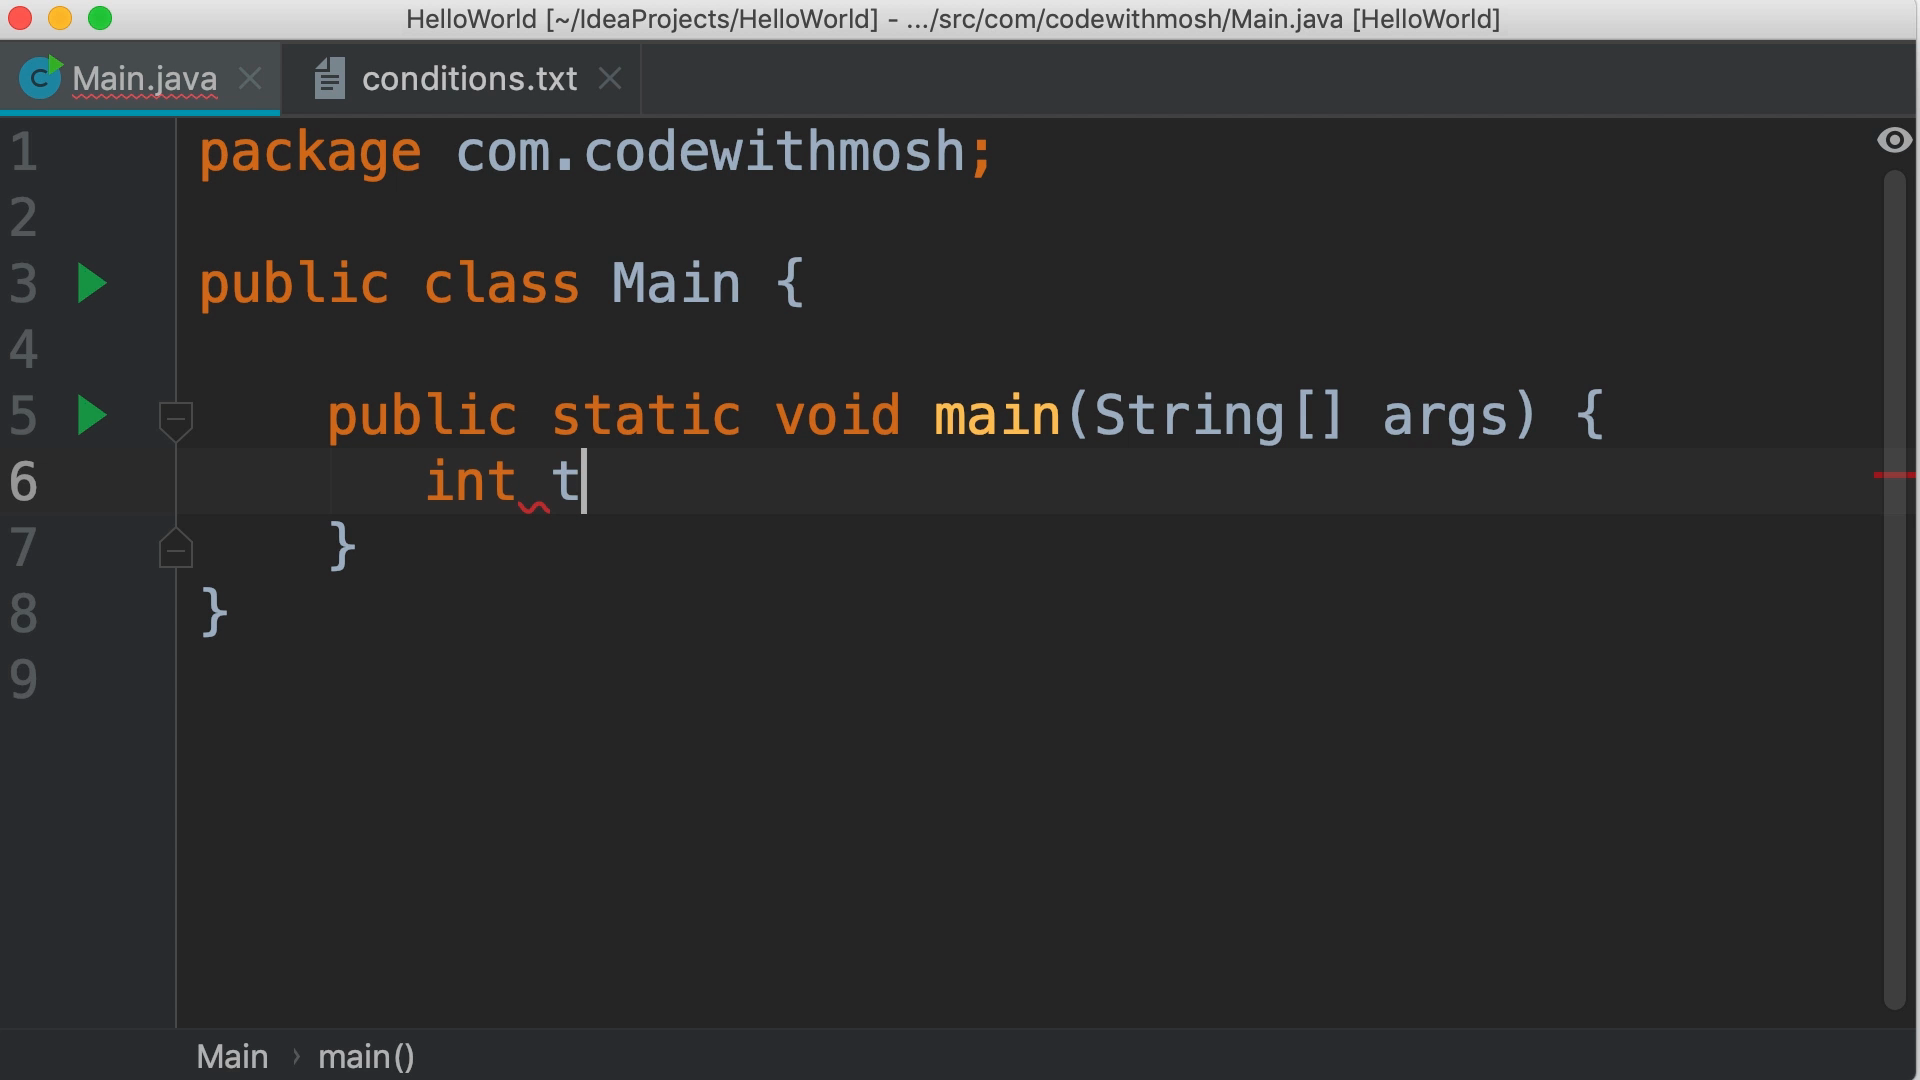 HelloWorld [~/IdeaProjects/HelloWorld] - .../src/com/codewithmosh/Main.java [HelloWorld]
C Main.java conditions.txt
1 package com.codewithmosh;
2
3 public class Main {
4
5 public static void main(String[] args) {
6 int t
7 }
8 }
9
Main › main()